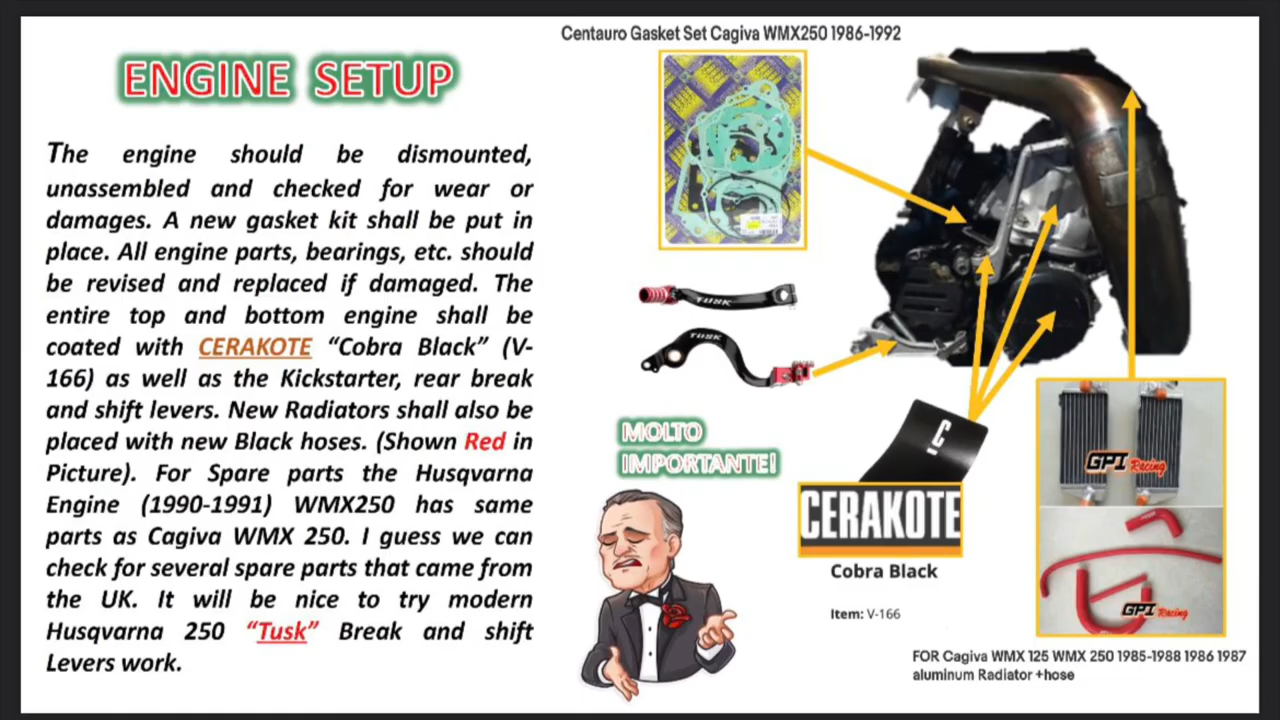 Centauro Gasket Set Cagiva WMX250 1986-1992
ENGINE SETUP
The engine should be dismounted,
unassembled and checked for wear or
damages. A new gasket kit shall be put in
place. All engine parts, bearings, etc. should
be revised and replaced if damaged. The
entire top and bottom engine shall be
coated with CERAKOTE “Cobra Black” (V-
166) as well as the Kickstarter, rear break
and shift levers. New Radiators shall also be
placed with new Black hoses. (Shown Red in
Picture). For Spare parts the Husqvarna
Engine (1990-1991) WMX250 has same
parts as Cagiva WMX 250. I guess we can
check for several spare parts that came from
the UK. It will be nice to try modern
Husqvarna 250 “Tusk” Break and shift
Levers work.
TUSK
TUSK
MOLTO
IMPORTANTE!
C
CERAKOTE
Cobra Black
Item: V-166
GPI Racing
GPI Racing
FOR Cagiva WMX 125 WMX 250 1985-1988 1986 1987
aluminum Radiator +hose